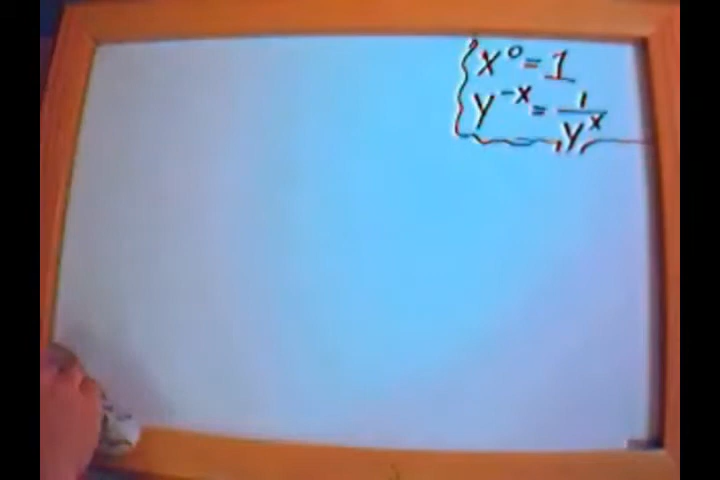 x⁰ = 1
y⁻ˣ = 1/yˣ